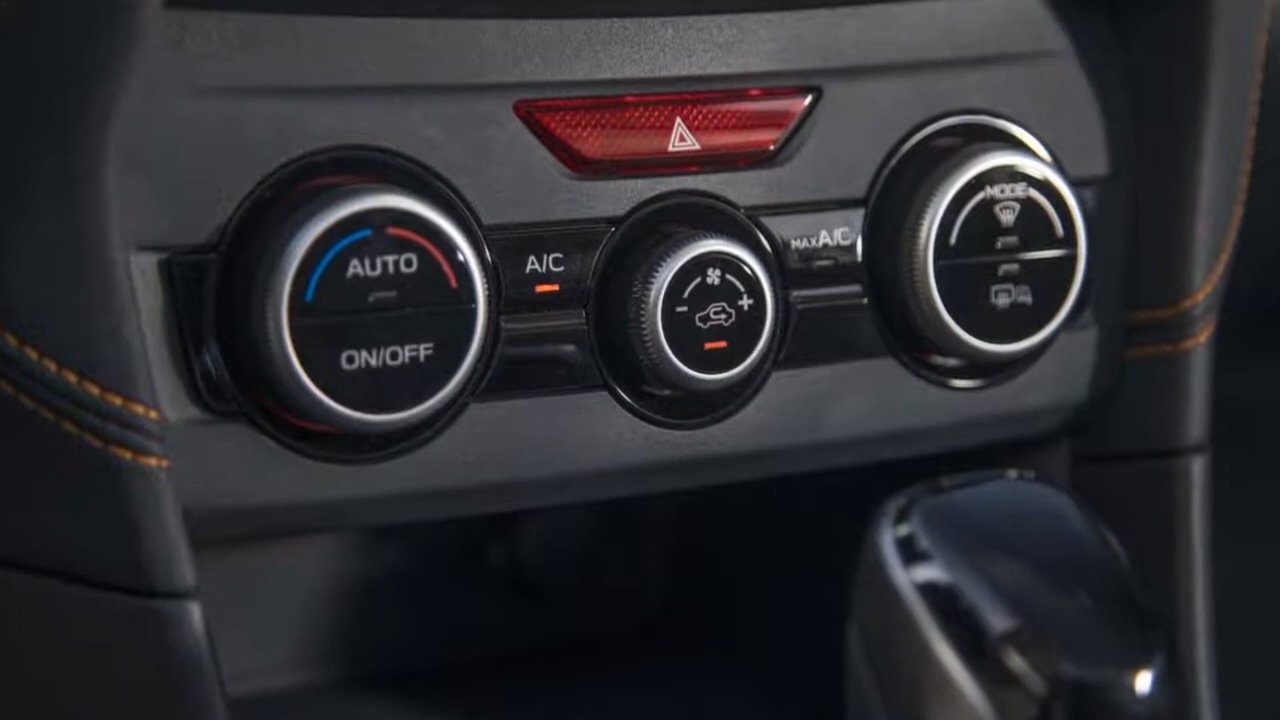 AUTO
ON/OFF
A/C
- +
MAX A/C
MODE